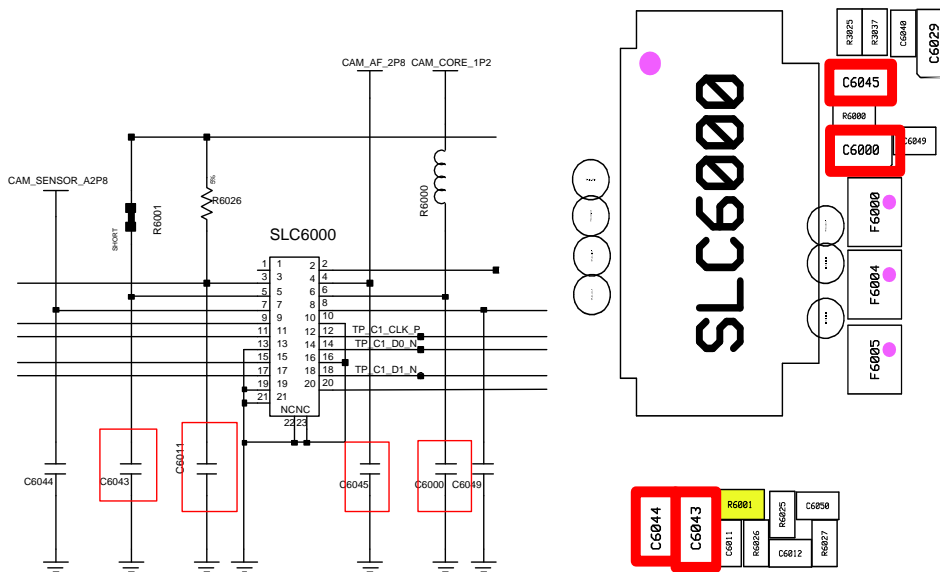 CAM_AF_2P8
CAM_CORE_1P2
CAM_SENSOR_A2P8
R6001
SHORT
5%
R6026
R6000
SLC6000
1 1 2 2
3 3 4 4
5 5 6 6
7 7 8 8
9 9 10 10
11 11 12 12 TP_C1_CLK_P
13 13 14 14 TP_C1_D0_N
15 15 16 16
17 17 18 18 TP_C1_D1_N
19 19 20 20
21 21
NCNC
22 23
C6044
C6043
C6011
C6045
C6000
C6049
SLC6000
R3025
R3037
C6040
C6029
C6045
R6000
C6000
C6049
F6000
F6004
F6005
C6044
C6043
R6001
C6011
R6026
R6025
C6050
C6012
R6027